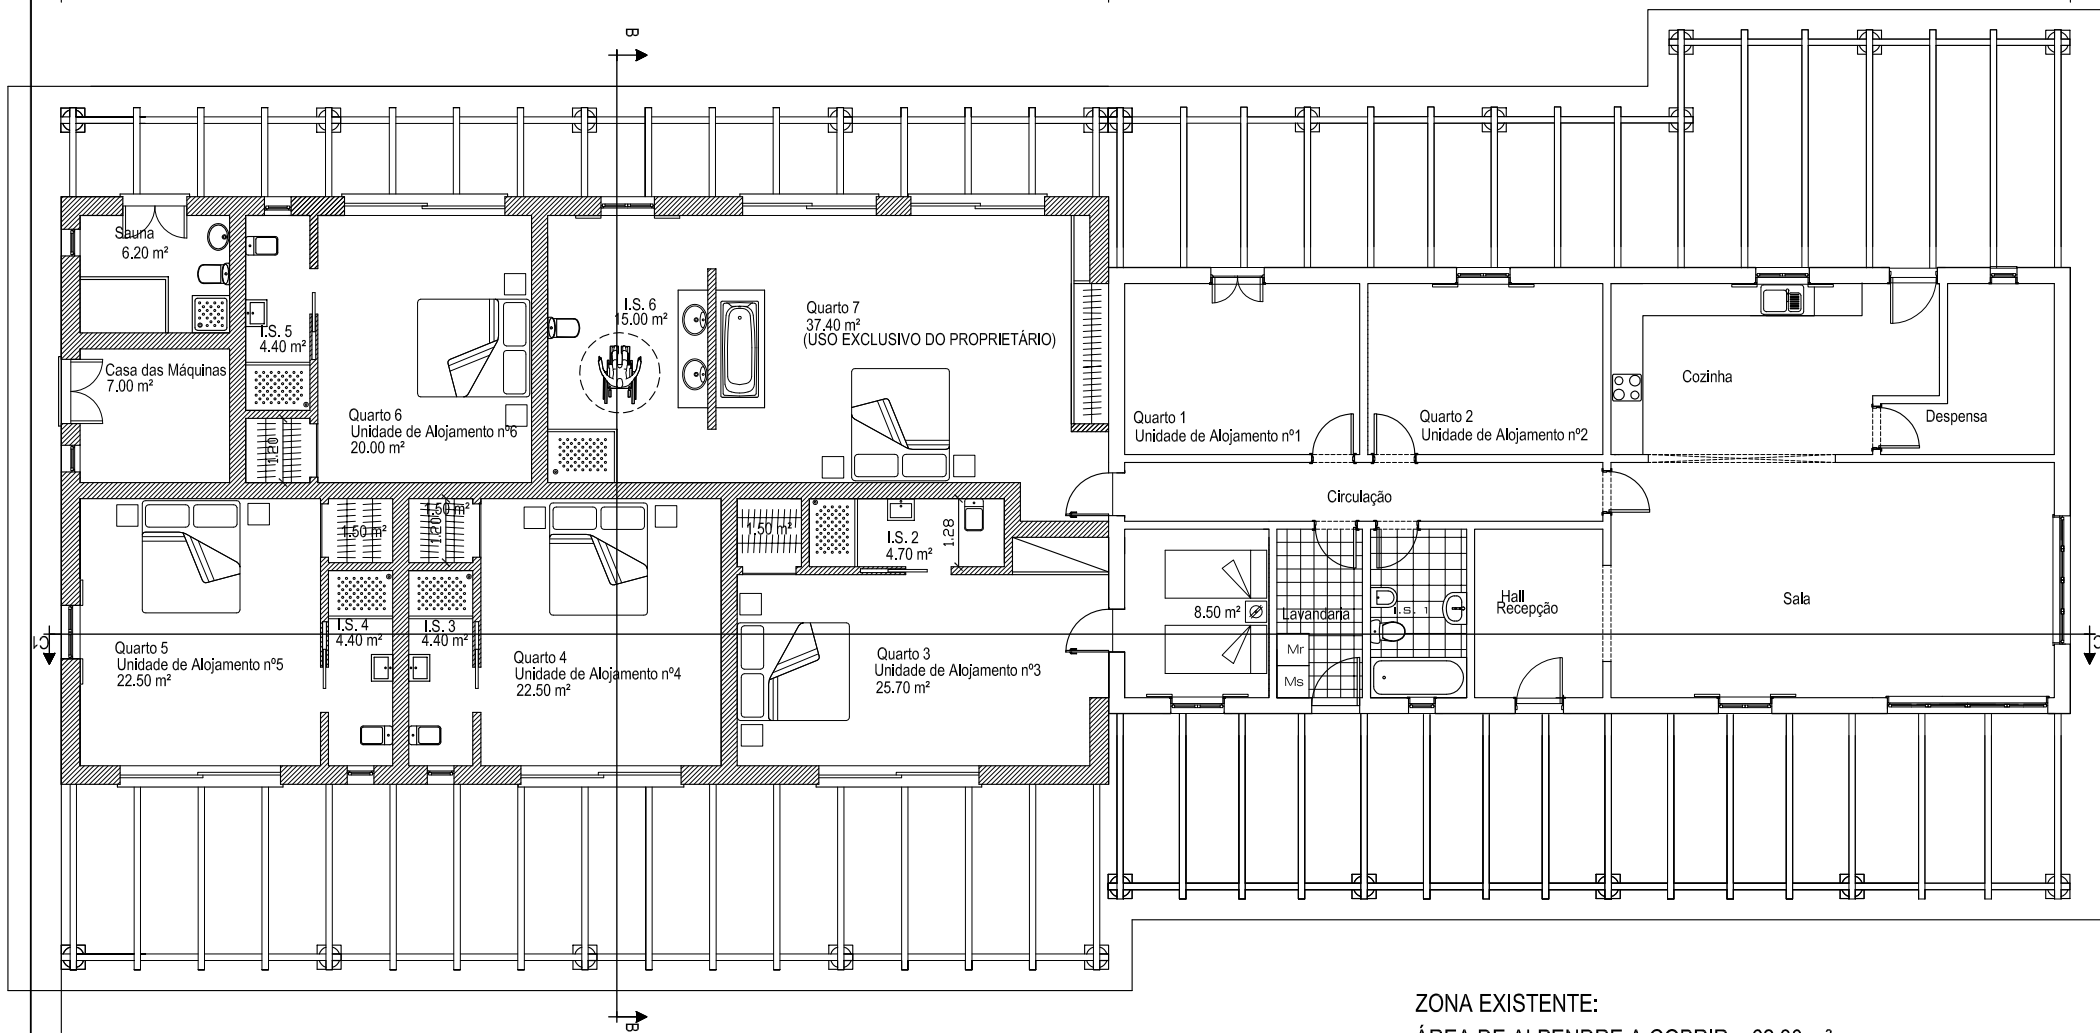 B
Sauna
6.20 m²
I.S. 5
4.40 m²
I.S. 6
15.00 m²
Quarto 7
37.40 m²
(USO EXCLUSIVO DO PROPRIETÁRIO)
Casa das Máquinas
7.00 m²
Quarto 6
Unidade de Alojamento nº6
20.00 m²
1.20
Quarto 1
Unidade de Alojamento nº1
Quarto 2
Unidade de Alojamento nº2
Cozinha
Despensa
Circulação
1.50 m²
1.50 m²
1.20
1.50 m²
I.S. 2
4.70 m²
1.28
8.50 m²
Lavandaria
I.S. 1
Hall
Recepção
Sala
Mr
Ms
C1
Quarto 5
Unidade de Alojamento nº5
22.50 m²
I.S. 4
4.40 m²
I.S. 3
4.40 m²
Quarto 4
Unidade de Alojamento nº4
22.50 m²
Quarto 3
Unidade de Alojamento nº3
25.70 m²
B
ZONA EXISTENTE: